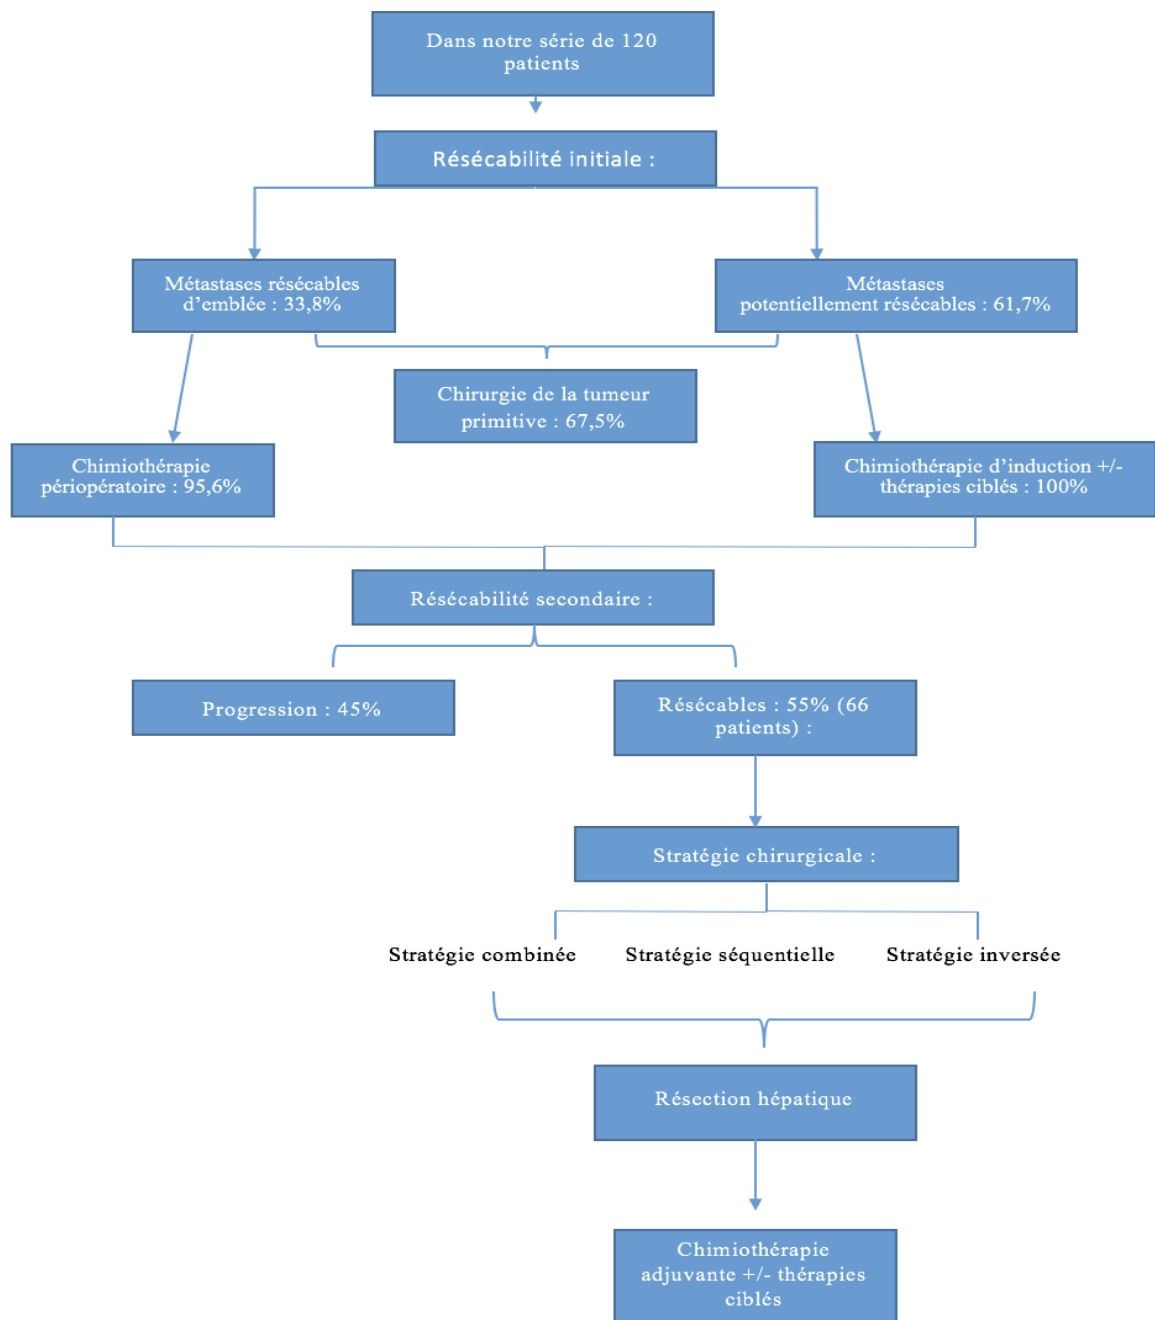 Dans notre série de 120
patients
Résécabilité initiale :
Métastases résécables
d’emblée : 33,8%
Métastases
potentiellement résécables : 61,7%
Chirurgie de la tumeur
primitive : 67,5%
Chimiothérapie
périopératoire : 95,6%
Chimiothérapie d’induction +/-
thérapies ciblés : 100%
Résécabilité secondaire :
Progression : 45%
Résécables : 55% (66
patients) :
Stratégie chirurgicale :
Stratégie combinée
Stratégie séquentielle
Stratégie inversée
Résection hépatique
Chimiothérapie
adjuvante +/- thérapies
ciblés